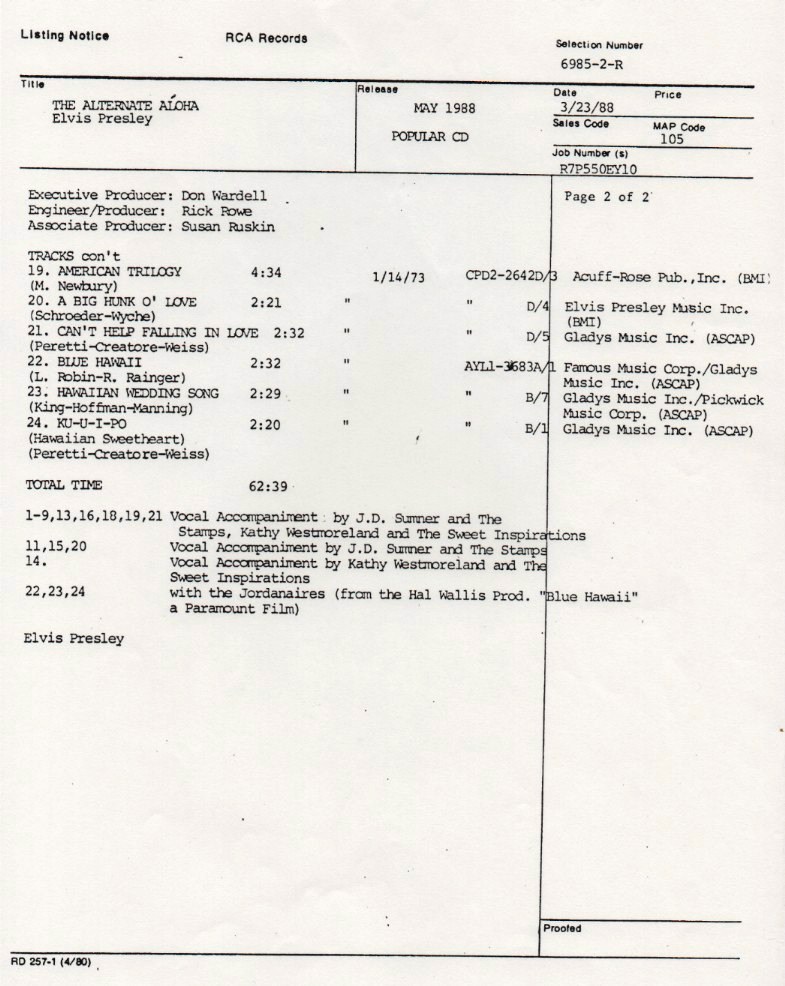 Listing Notice RCA Records Selection Number
6985-2-R
Title Release Date Price
THE ALTERNATE ALOHA MAY 1988 3/23/88
Elvis Presley Sales Code MAP Code
POPULAR CD 105
Job Number (s)
R7P550EY10
Executive Producer: Don Wardell Page 2 of 2
Engineer/Producer: Rick Rowe
Associate Producer: Susan Ruskin
TRACKS con't
19. AMERICAN TRILOGY 4:34 1/14/73 CPD2-2642D/3 Acuff-Rose Pub.,Inc. (BMI)
(M. Newbury)
20. A BIG HUNK O' LOVE 2:21 " " D/4 Elvis Presley Music Inc.
(Schroeder-Wyche) (BMI)
21. CAN'T HELP FALLING IN LOVE 2:32 " " D/5 Gladys Music Inc. (ASCAP)
(Peretti-Creatore-Weiss)
22. BLUE HAWAII 2:32 " AYL1-3683A/1 Famous Music Corp./Gladys
(L. Robin-R. Rainger) Music Inc. (ASCAP)
23. HAWAIIAN WEDDING SONG 2:29 " " B/7 Gladys Music Inc./Pickwick
(King-Hoffman-Manning) Music Corp. (ASCAP)
24. KU-U-I-PO 2:20 " " B/1 Gladys Music Inc. (ASCAP)
(Hawaiian Sweetheart)
(Peretti-Creatore-Weiss)
TOTAL TIME 62:39
1-9,13,16,18,19,21 Vocal Accompaniment by J.D. Sumner and The
Stamps, Kathy Westmoreland and The Sweet Inspirations
11,15,20 Vocal Accompaniment by J.D. Sumner and The Stamps
14. Vocal Accompaniment by Kathy Westmoreland and The
Sweet Inspirations
22,23,24 with the Jordanaires (from the Hal Wallis Prod. "Blue Hawaii"
a Paramount Film)
Elvis Presley
Proofed
RD 257-1 (4/80)